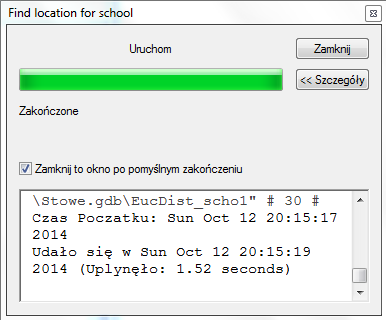 Find location for school
Uruchom
Zamknij
<< Szczegóły
Zakończone
Zamknij to okno po pomyślnym zakończeniu
\Stowe.gdb\EucDist_scho1" # 30 #
Czas Poczatku: Sun Oct 12 20:15:17
2014
Udało się w Sun Oct 12 20:15:19
2014 (Uplynęło: 1.52 seconds)